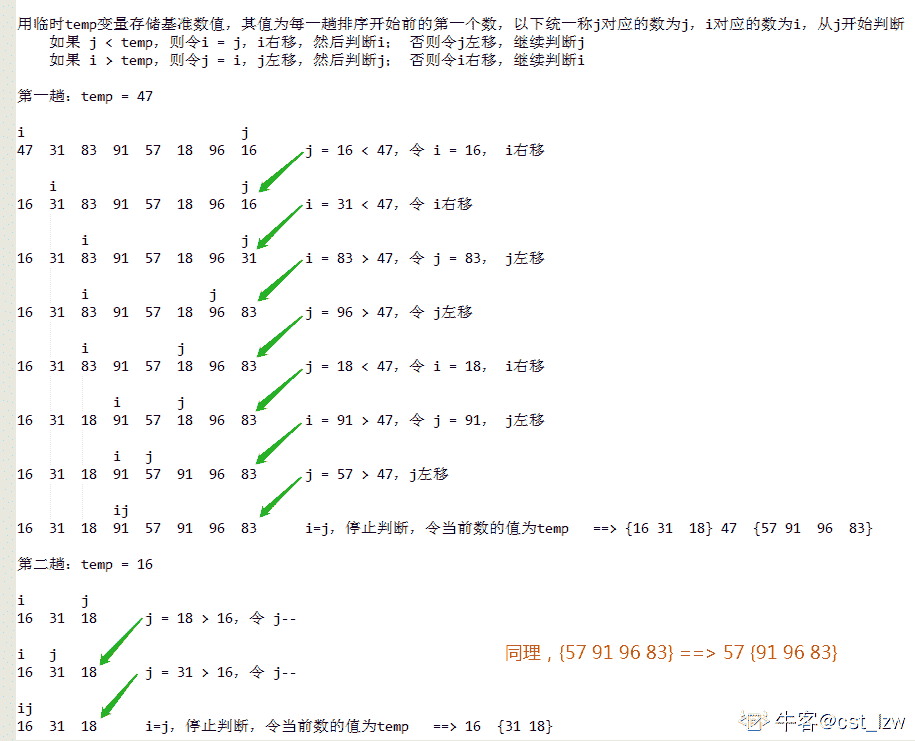 用临时temp变量存储基准数值，其值为每一趟排序开始前的第一个数，以下统一称j对应的数为j，i对应的数为i，从j开始判断
如果 j < temp，则令i = j，i右移，然后判断i； 否则令j左移，继续判断j
如果 i > temp，则令j = i，j左移，然后判断j； 否则令i右移，继续判断i
第一趟：temp = 47
i j
47 31 83 91 57 18 96 16 j = 16 < 47，令 i = 16， i右移
i j
16 31 83 91 57 18 96 16 i = 31 < 47，令 i右移
i j
16 31 83 91 57 18 96 31 i = 83 > 47，令 j = 83， j左移
i j
16 31 83 91 57 18 96 83 j = 96 > 47，令 j左移
i j
16 31 83 91 57 18 96 83 j = 18 < 47，令 i = 18， i右移
i j
16 31 18 91 57 18 96 83 i = 91 > 47，令 j = 91， j左移
i j
16 31 18 91 57 91 96 83 j = 57 > 47，j左移
ij
16 31 18 91 57 91 96 83 i=j，停止判断，令当前数的值为temp ==> {16 31 18} 47 {57 91 96 83}
第二趟：temp = 16
i j
16 31 18 j = 18 > 16，令 j--
i j
16 31 18 j = 31 > 16，令 j--
同理，{57 91 96 83} ==> 57 {91 96 83}
ij
16 31 18 i=j，停止判断，令当前数的值为temp ==> 16 {31 18}
牛客@cst_lzw